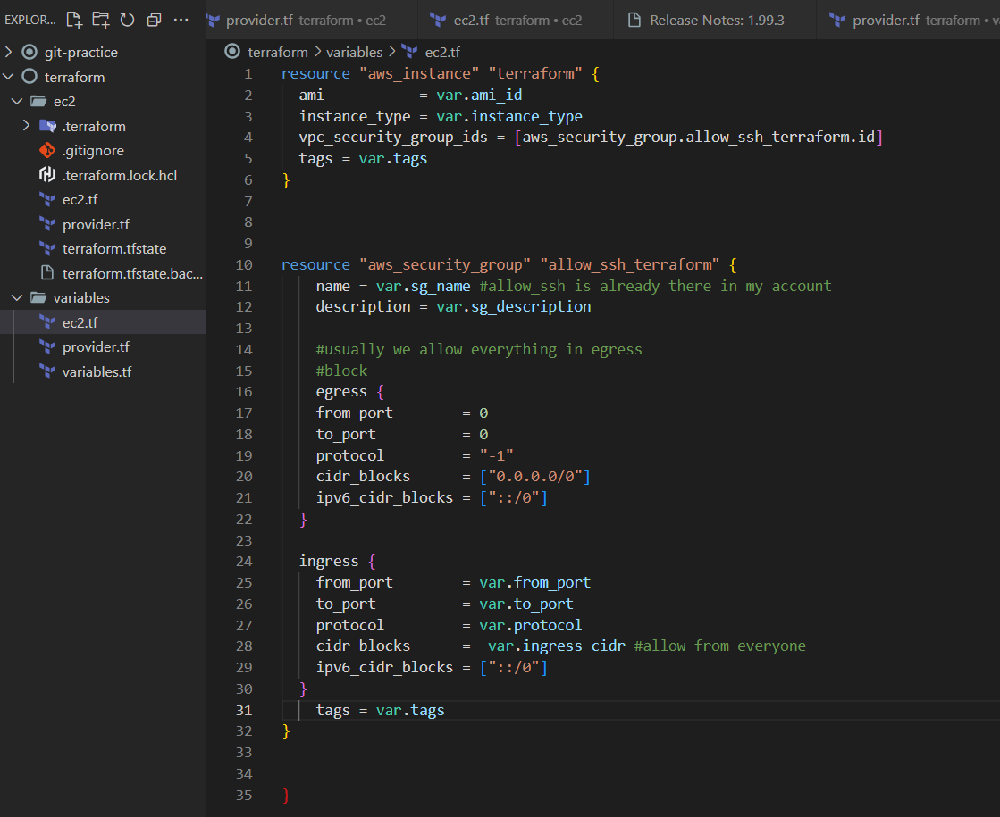 EXPLOR...
provider.tf terraform • ec2
ec2.tf terraform • ec2
Release Notes: 1.99.3
provider.tf terraform • v
git-practice
terraform
ec2
.terraform
.gitignore
.terraform.lock.hcl
ec2.tf
provider.tf
terraform.tfstate
terraform.tfstate.bac...
variables
ec2.tf
provider.tf
variables.tf
terraform > variables > ec2.tf
1 resource "aws_instance" "terraform" {
2   ami           = var.ami_id
3   instance_type = var.instance_type
4   vpc_security_group_ids = [aws_security_group.allow_ssh_terraform.id]
5   tags = var.tags
6 }
7
8
9
10 resource "aws_security_group" "allow_ssh_terraform" {
11     name = var.sg_name #allow_ssh is already there in my account
12     description = var.sg_description
13
14     #usually we allow everything in egress
15     #block
16     egress {
17     from_port        = 0
18     to_port          = 0
19     protocol         = "-1"
20     cidr_blocks      = ["0.0.0.0/0"]
21     ipv6_cidr_blocks = ["::/0"]
22   }
23
24   ingress {
25     from_port        = var.from_port
26     to_port          = var.to_port
27     protocol         = var.protocol
28     cidr_blocks      =  var.ingress_cidr #allow from everyone
29     ipv6_cidr_blocks = ["::/0"]
30   }
31     tags = var.tags
32 }
33
34
35 }